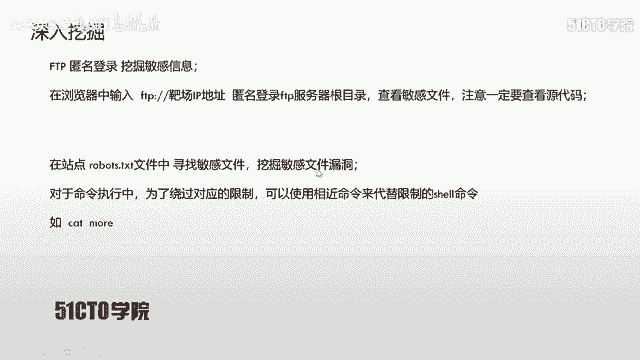 深入挖掘
51CTO学院
FTP 匿名登录 挖掘敏感信息；
在浏览器中输入 ftp://靶场IP地址 匿名登录ftp服务器根目录，查看敏感文件，注意一定要查看源代码；
在站点 robots.txt文件中 寻找敏感文件，挖掘敏感文件漏洞；
对于命令执行中，为了绕过对应的限制，可以使用相近命令来代替限制的shell命令
如 cat more
51CTO学院